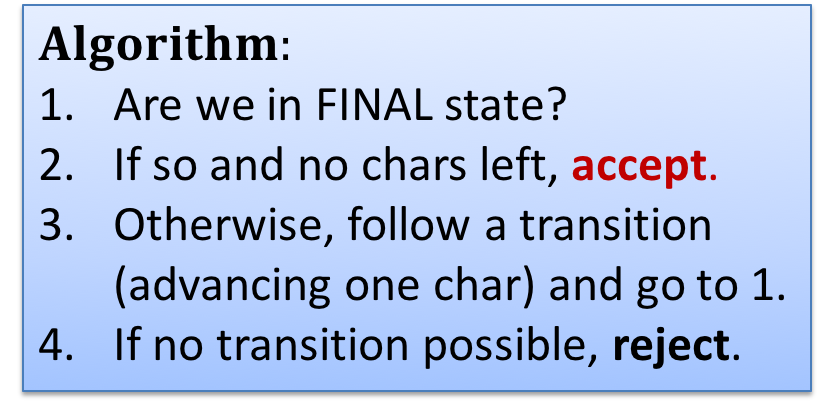 Algorithm:
1. Are we in FINAL state?
2. If so and no chars left, accept.
3. Otherwise, follow a transition
(advancing one char) and go to 1.
4. If no transition possible, reject.